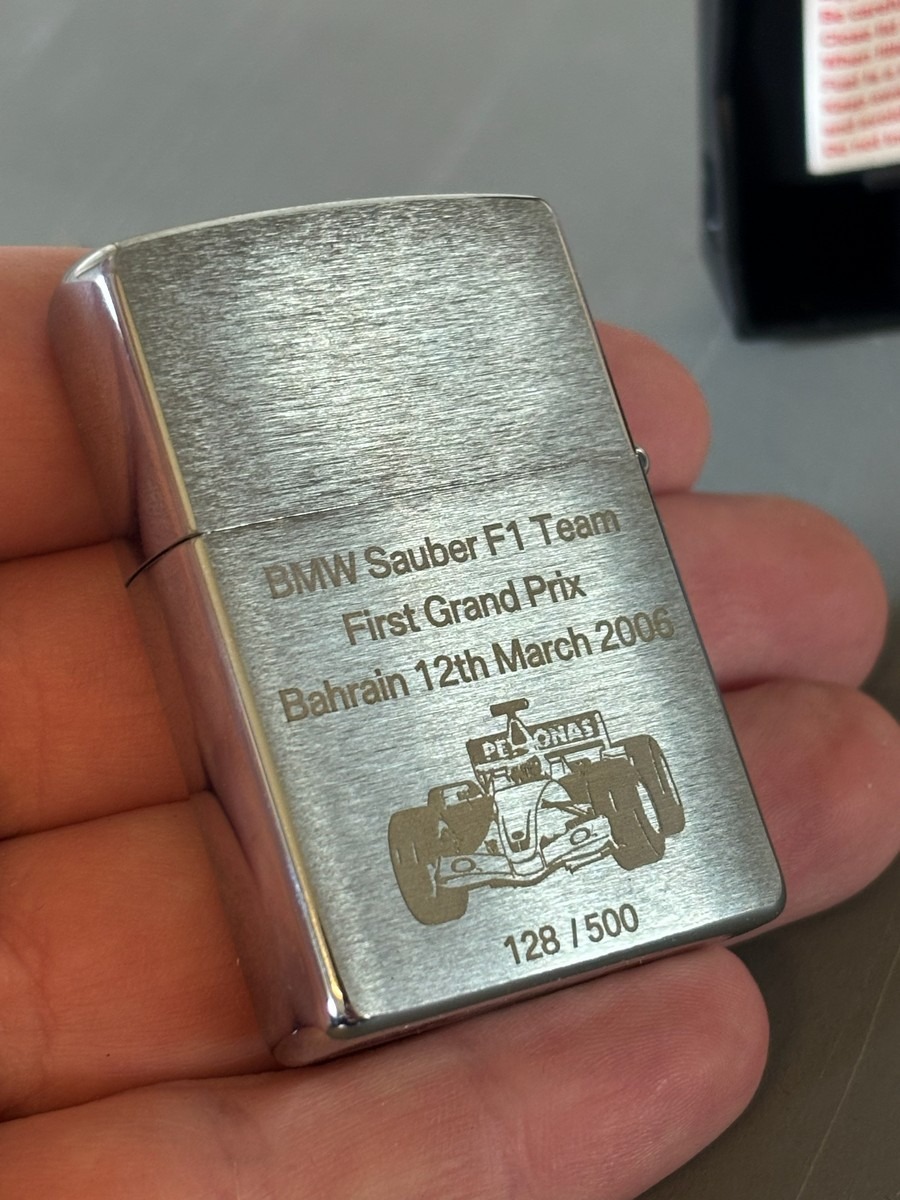 BMW Sauber F1 Team
First Grand Prix
Bahrain 12th March 2006
PETRONAS
128 / 500